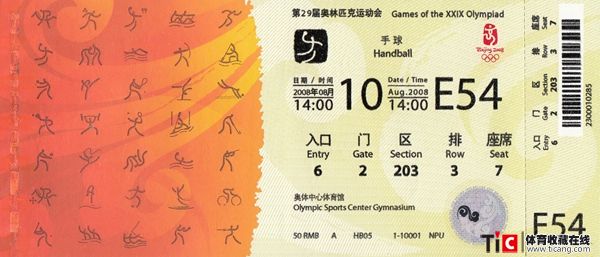 第29届奥林匹克运动会 Games of the XXIX Olympiad
手球
Handball
Beijing 2008
日期 / 时间 Date / Time
2008年08月 10 Aug.2008 E54
14:00 14:00
入口 门 区 排 座席
Entry Gate Section Row Seat
6 2 203 3 7
奥体中心体育馆
Olympic Sports Center Gymnasium
50 RMB A HB05 1-10001 NPU
座席 Seat 7
排 Row 3
区 Section 203
门 Gate 2
入口 Entry 6
2300010285
E54
TiC 体育收藏在线
www.ticang.com